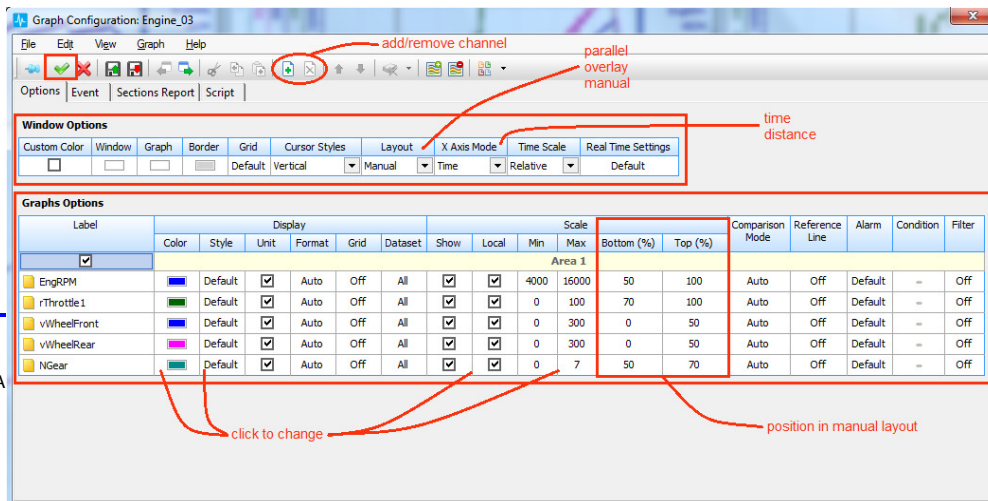 Graph Configuration: Engine_03
File Edit View Graph Help
add/remove channel
parallel
overlay
manual
Options Event Sections Report Script
time
distance
Window Options
Custom Color Window Graph Border Grid Cursor Styles Layout X Axis Mode Time Scale Real Time Settings
Default Vertical Manual Time Relative Default
Graphs Options
Label Display Scale Comparison Mode Reference Line Alarm Condition Filter
Color Style Unit Format Grid Dataset Show Local Min Max Bottom (%) Top (%)
Area 1
EngRPM Default Auto Off All 4000 16000 50 100 Auto Off Default - Off
rThrottle1 Default Auto Off All 0 100 70 100 Auto Off Default - Off
vWheelFront Default Auto Off All 0 300 0 50 Auto Off Default - Off
vWheelRear Default Auto Off All 0 300 0 50 Auto Off Default - Off
NGear Default Auto Off All 0 7 50 70 Auto Off Default - Off
A
click to change
position in manual layout